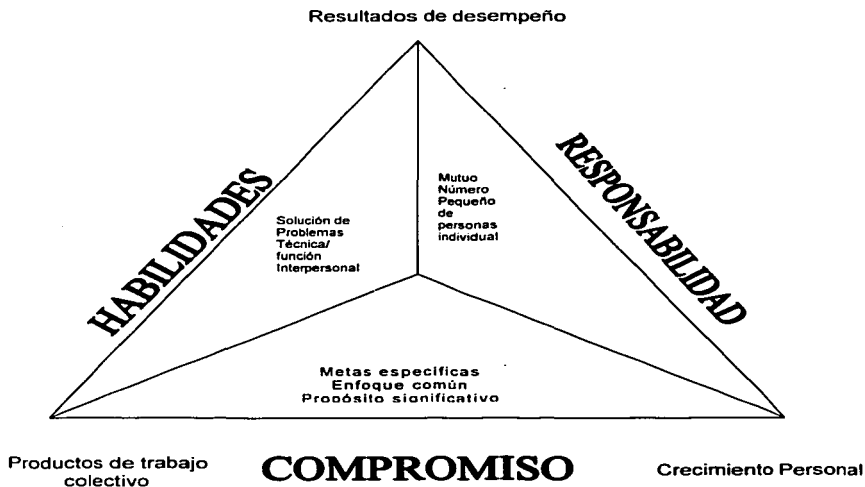 Resultados de desempeño
HABILIDADES
RESPONSABILIDAD
Solución de
Problemas
Técnica/
función
Interpersonal
Mutuo
Número
Pequeño
de
personas
individual
Metas específicas
Enfoque común
Propósito significativo
Productos de trabajo
colectivo
COMPROMISO
Crecimiento Personal